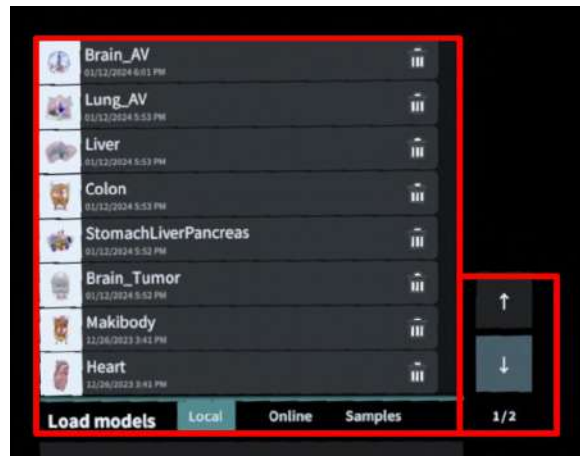 Brain_AV
01/12/2024 6:01 PM
Lung_AV
01/12/2024 5:53 PM
Liver
01/12/2024 5:53 PM
Colon
01/12/2024 5:53 PM
StomachLiverPancreas
01/12/2024 5:52 PM
Brain_Tumor
01/12/2024 5:52 PM
Makibody
12/26/2023 3:41 PM
Heart
12/26/2023 3:41 PM
↑
↓
Load models Local Online Samples 1/2